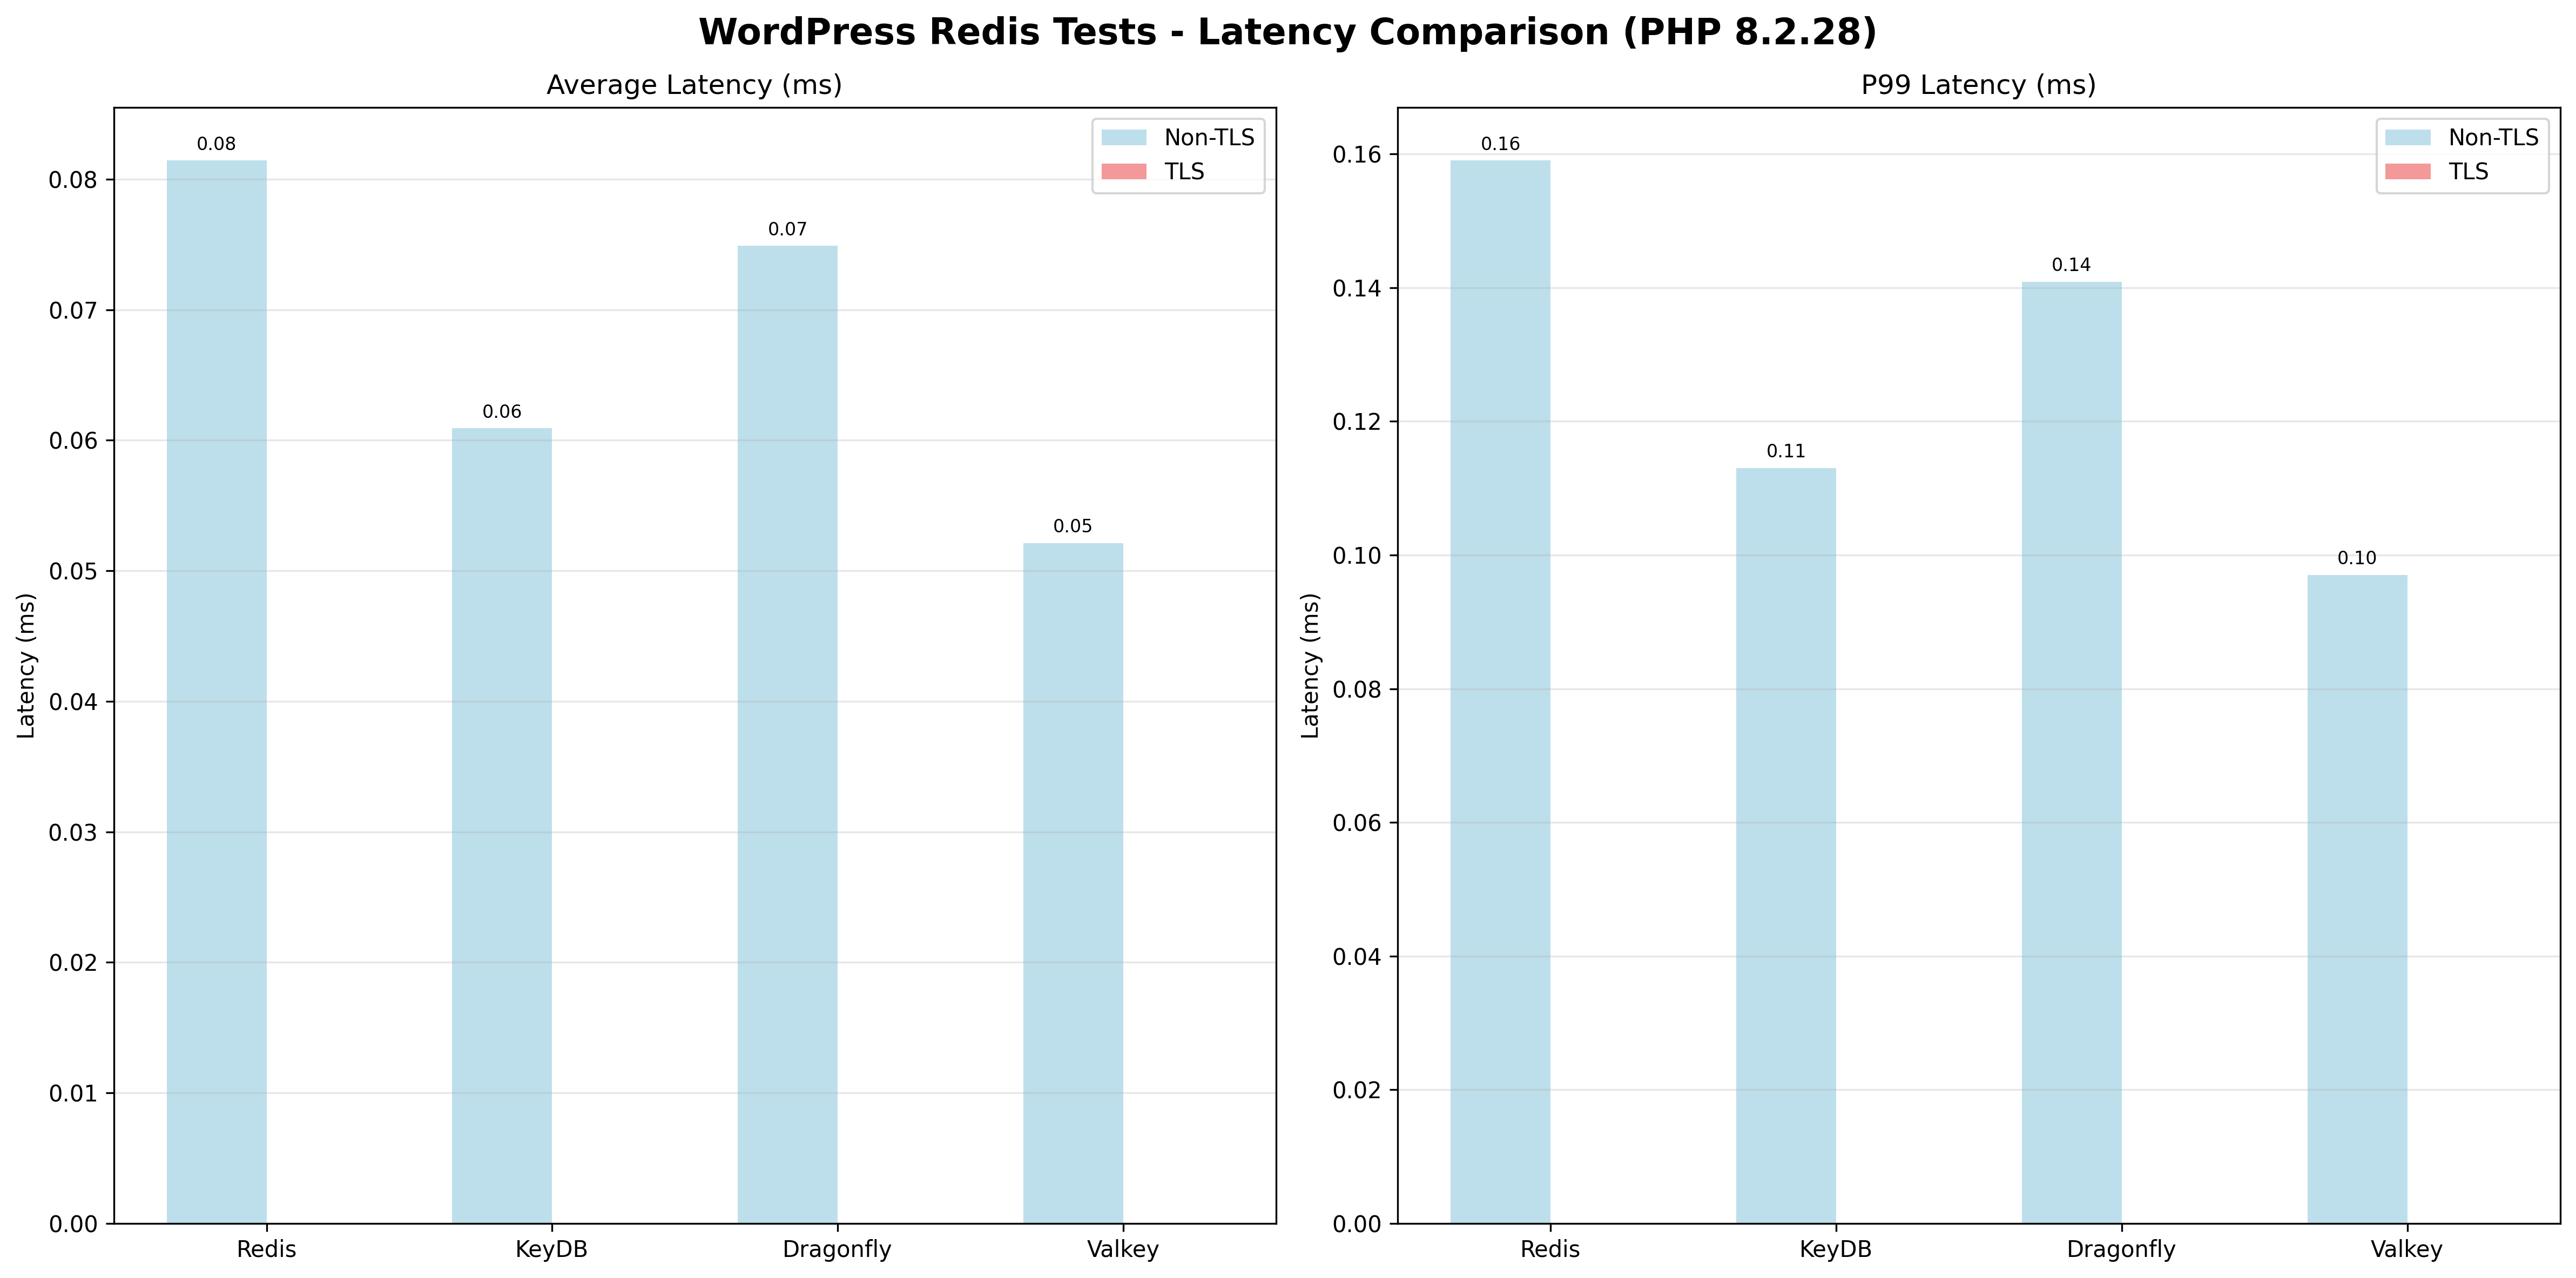 WordPress Redis Tests - Latency Comparison (PHP 8.2.28)
Average Latency (ms)
Non-TLS
TLS
0.08
0.06
0.07
0.05
Latency (ms)
0.08
0.07
0.06
0.05
0.04
0.03
0.02
0.01
0.00
Redis
KeyDB
Dragonfly
Valkey
P99 Latency (ms)
Non-TLS
TLS
0.16
0.11
0.14
0.10
Latency (ms)
0.16
0.14
0.12
0.10
0.08
0.06
0.04
0.02
0.00
Redis
KeyDB
Dragonfly
Valkey